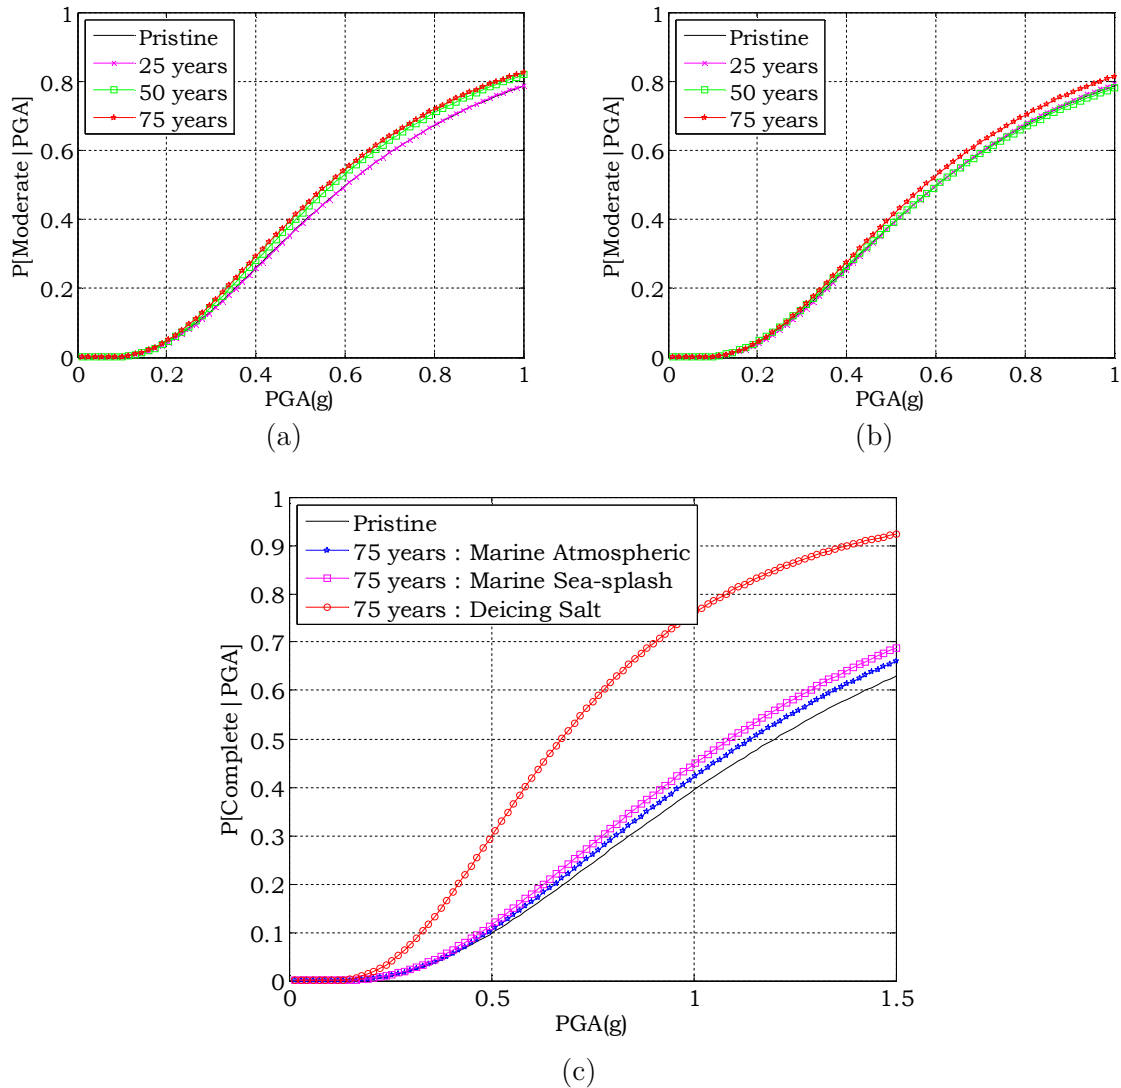 1
0.8
0.6
0.4
0.2
0
P[Moderate|PGA]
Pristine
25 years
50 years
75 years
0 0.2 0.4 0.6 0.8 1
PGA(g)
(a)
1
0.8
0.6
0.4
0.2
0
P[Moderate|PGA]
Pristine
25 years
50 years
75 years
0 0.2 0.4 0.6 0.8 1
PGA(g)
(b)
1
0.9
0.8
0.7
0.6
0.5
0.4
0.3
0.2
0.1
0
P[Complete|PGA]
Pristine
75 years : Marine Atmospheric
75 years : Marine Sea-splash
75 years : Deicing Salt
0 0.5 1 1.5
PGA(g)
(c)